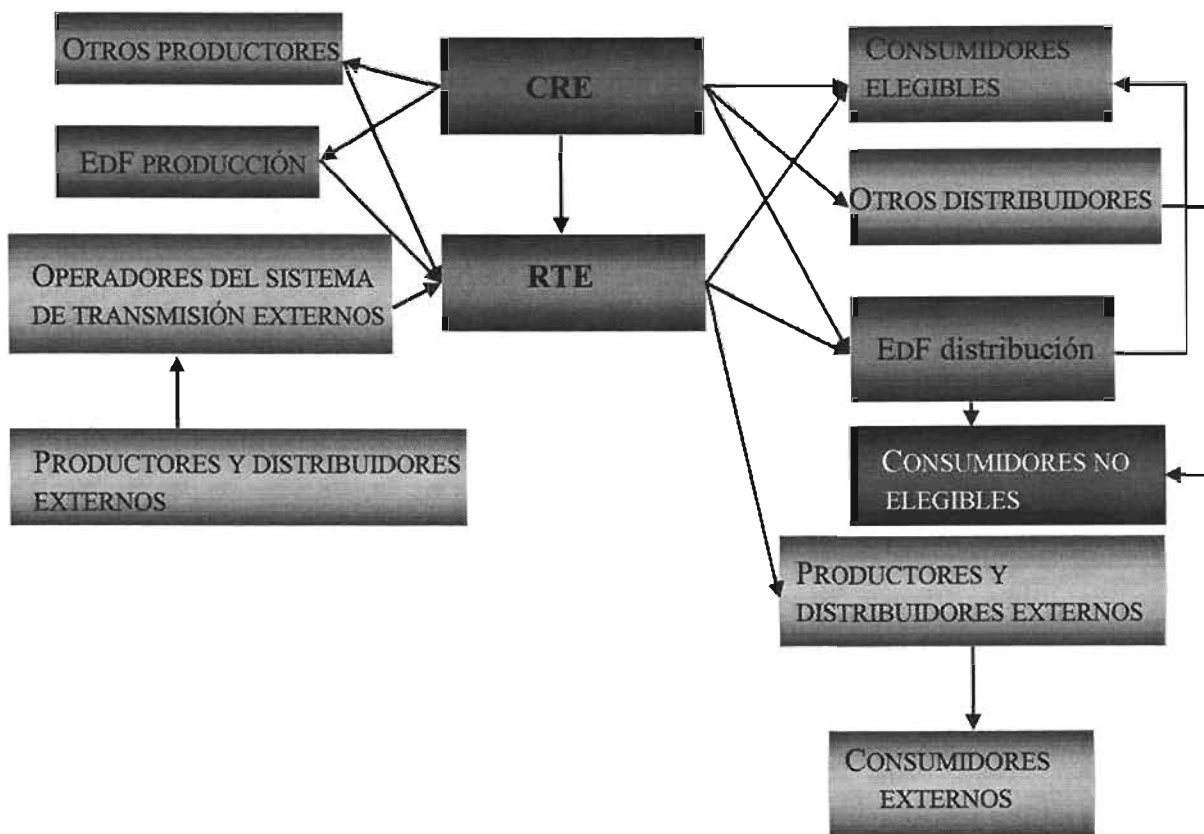 OTROS PRODUCTORES
CRE
CONSUMIDORES
ELEGIBLES
EDF PRODUCCIÓN
OTROS DISTRIBUIDORES
OPERADORES DEL SISTEMA
DE TRANSMISIÓN EXTERNOS
RTE
EDF distribución
PRODUCTORES Y DISTRIBUIDORES
EXTERNOS
CONSUMIDORES NO
ELEGIBLES
PRODUCTORES Y
DISTRIBUIDORES EXTERNOS
CONSUMIDORES
EXTERNOS